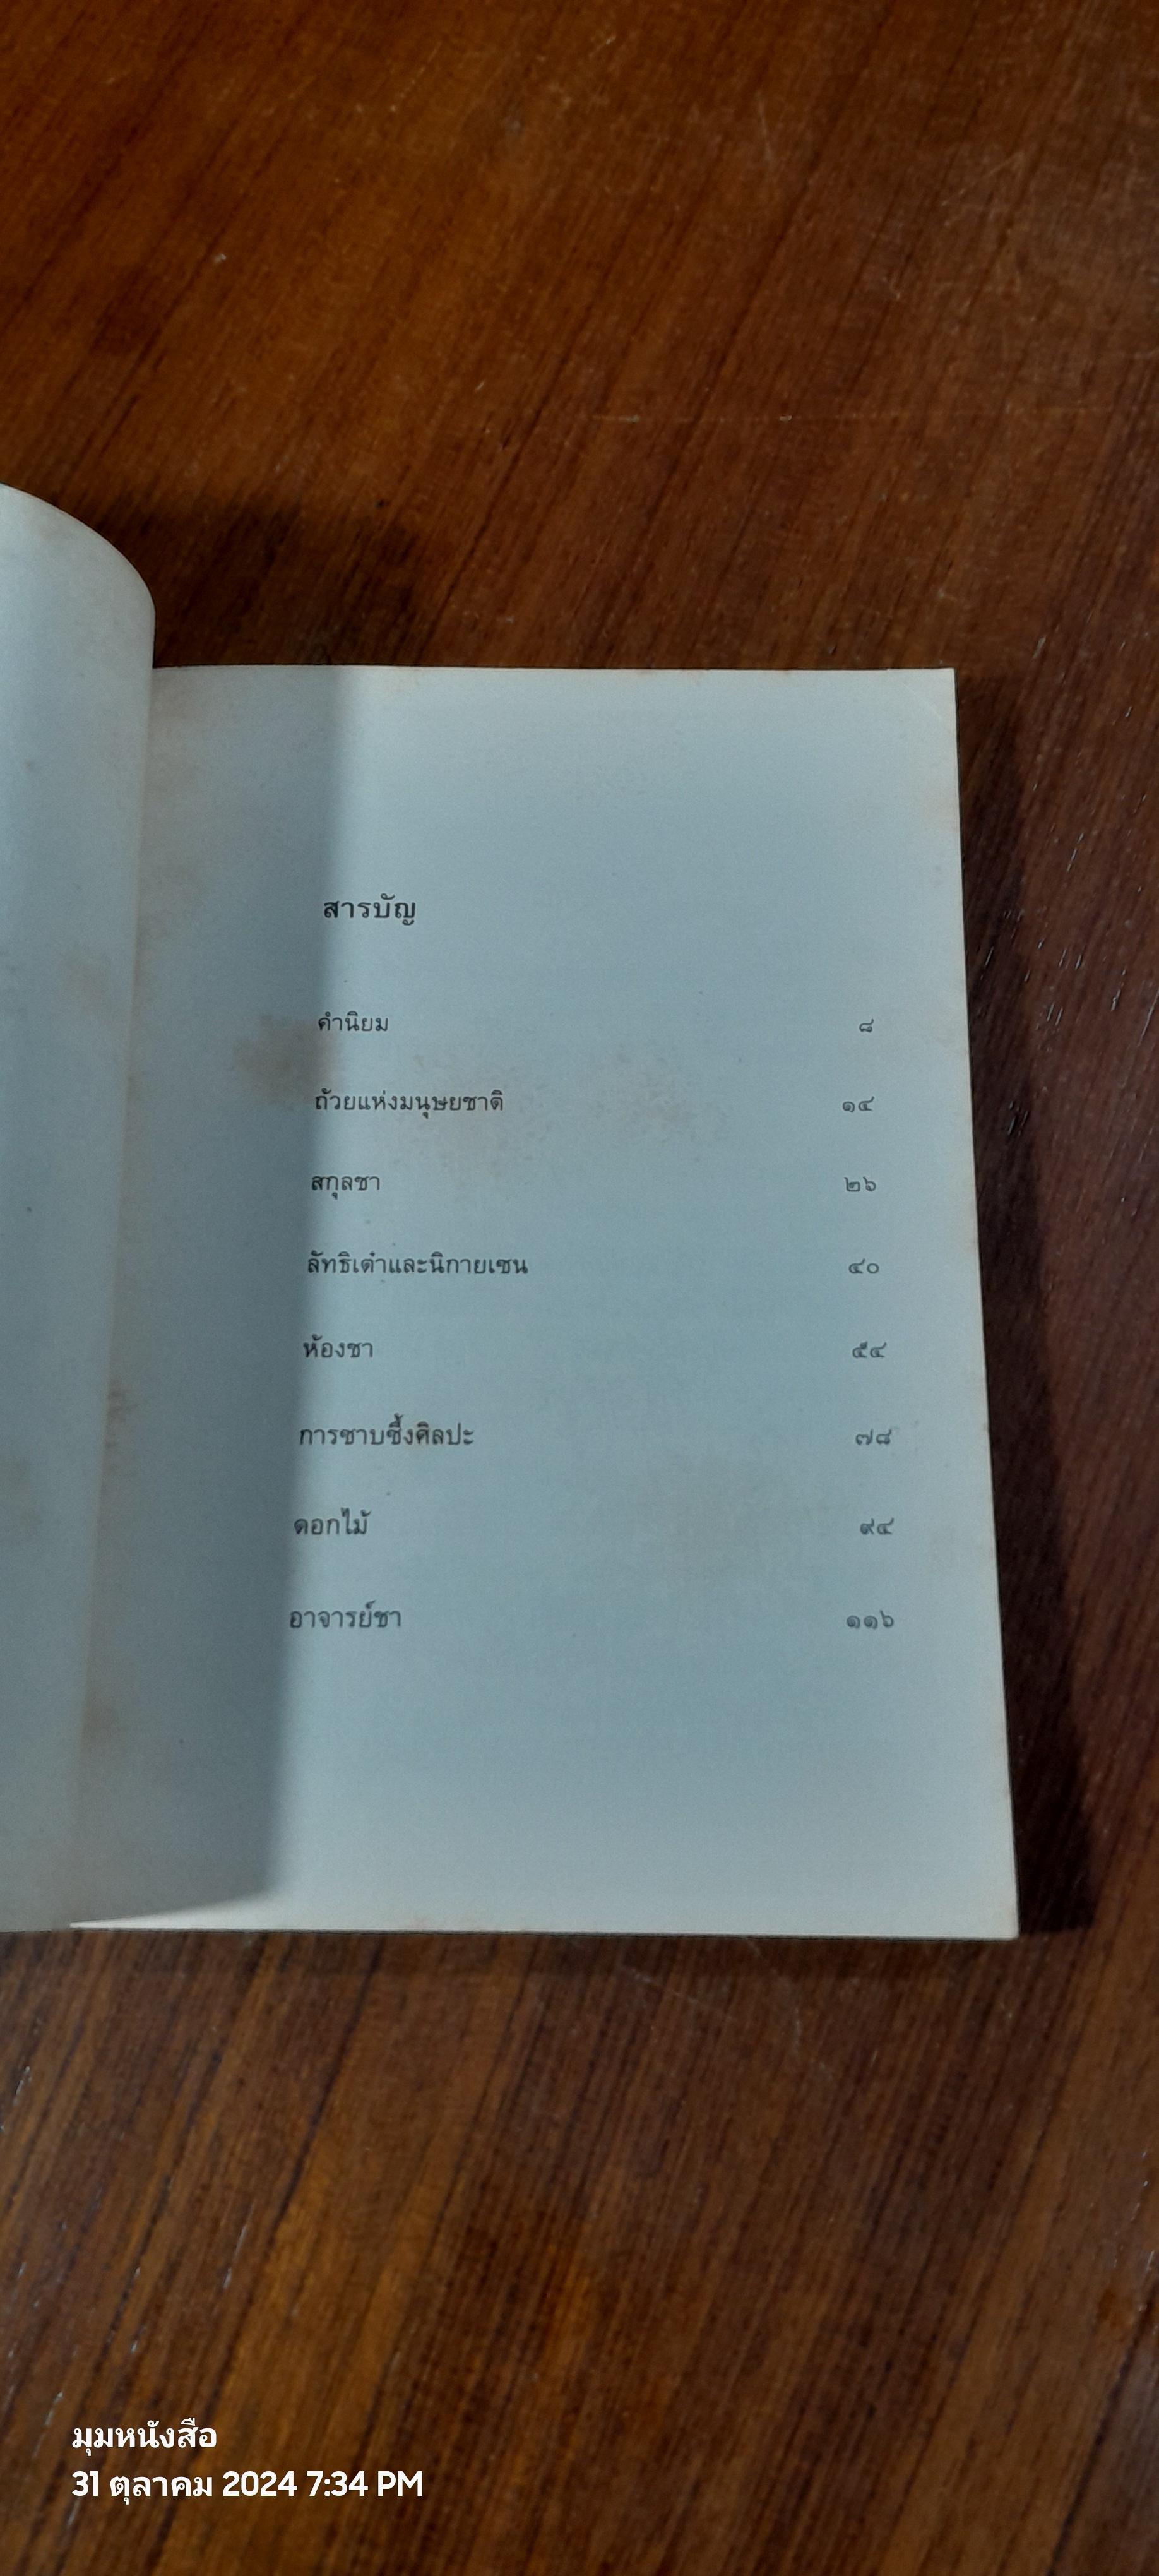 สารบัญ
คำนิยม ๘
ถ้วยแห่งมนุษยชาติ ๑๔
สกุลชา ๒๖
ลัทธิเต๋าและนิกายเซน ๔๐
ห้องชา ๕๔
การซาบซึ้งศิลปะ ๗๘
ดอกไม้ ๙๔
อาจารย์ชา ๑๑๖
มุมหนังสือ
31 ตุลาคม 2024 7:34 PM